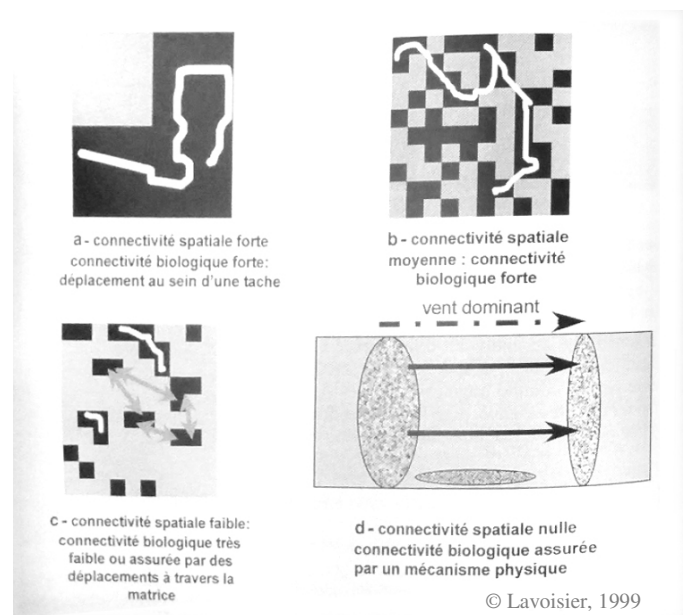 a - connectivité spatiale forte
connectivité biologique forte:
déplacement au sein d'une tache
b - connectivité spatiale
moyenne : connectivité
biologique forte
vent dominant
c - connectivité spatiale faible:
connectivité biologique très
faible ou assurée par des
déplacements à travers la
matrice
d - connectivité spatiale nulle
connectivité biologique assurée
par un mécanisme physique
© Lavoisier, 1999